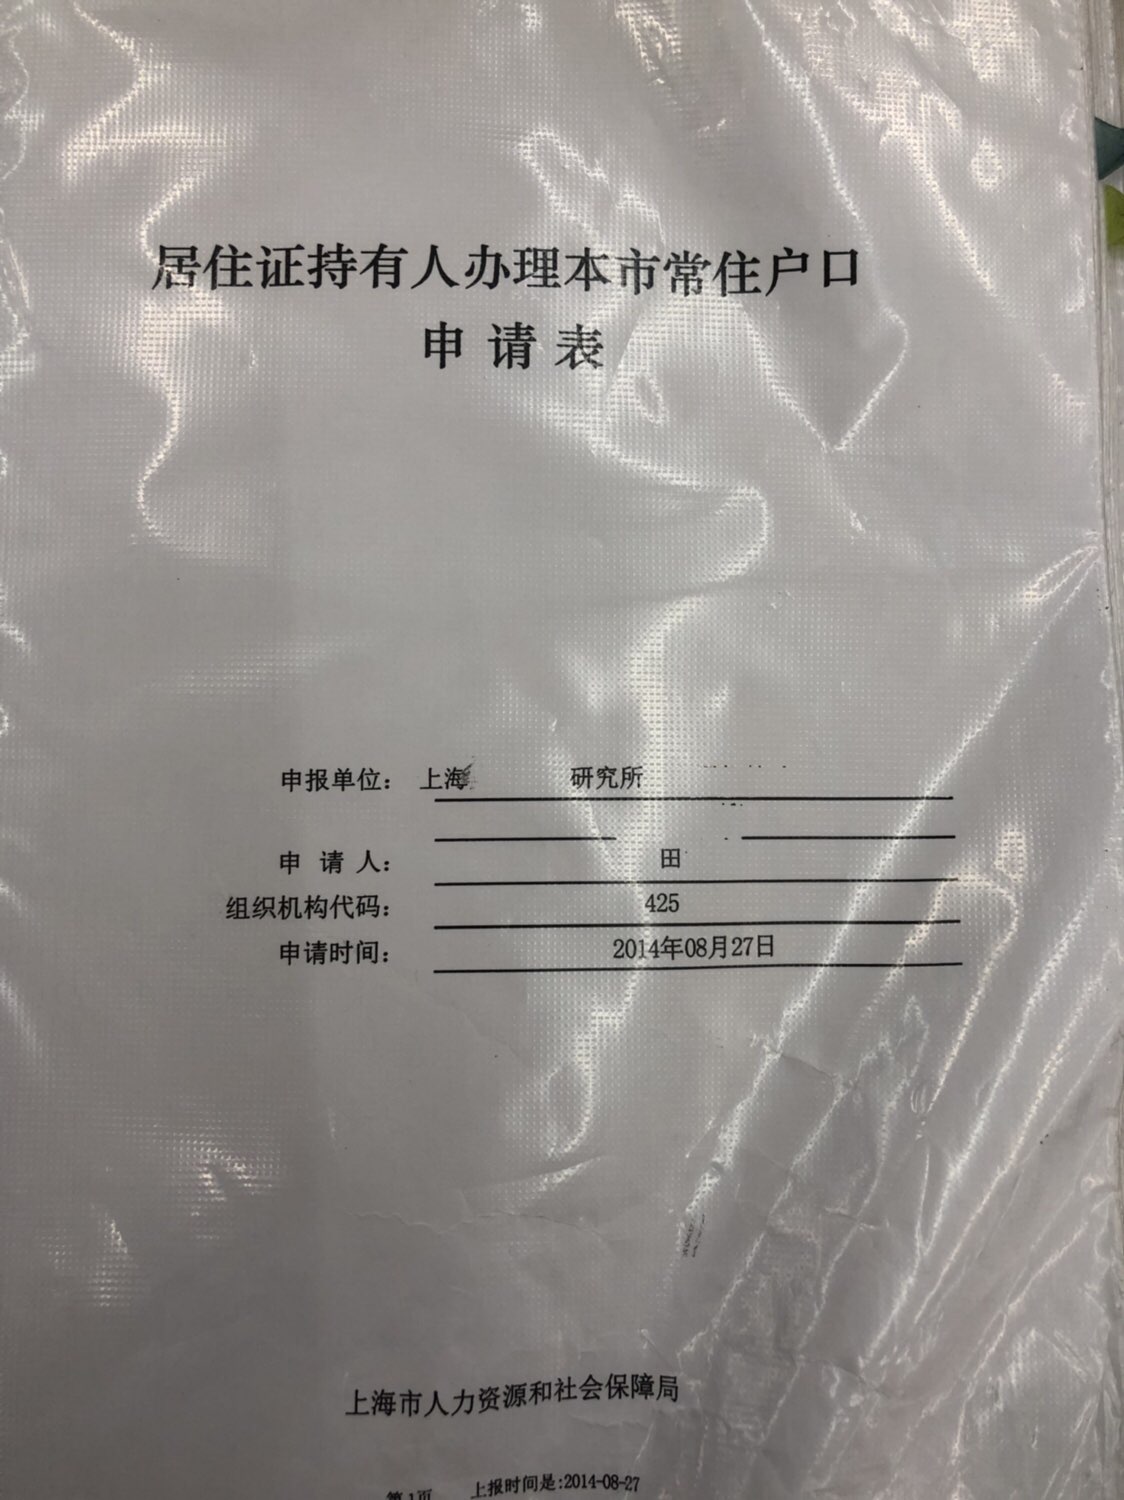 居住证持有人办理本市常住户口
申请表
申报单位： 上海 研究所
申 请 人： 田
组织机构代码： 425
申请时间： 2014年08月27日
上海市人力资源和社会保障局
第1页 上报时间是:2014-08-27